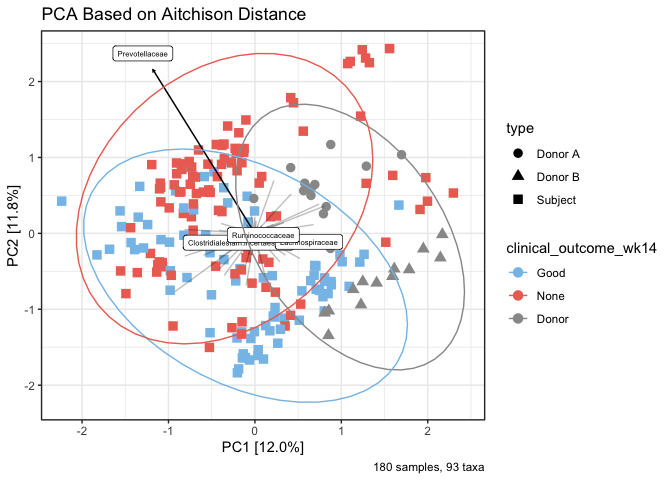 PCA Based on Aitchison Distance
Prevotellaceae
Ruminococcaceae
PC2 [11.8%]
2
1
0
-1
-2
-2
-1
0
1
2
PC1 [12.0%]
180 samples, 93 taxa
type
Donor A
Donor B
Subject
clinical_outcome_wk14
Good
None
Donor